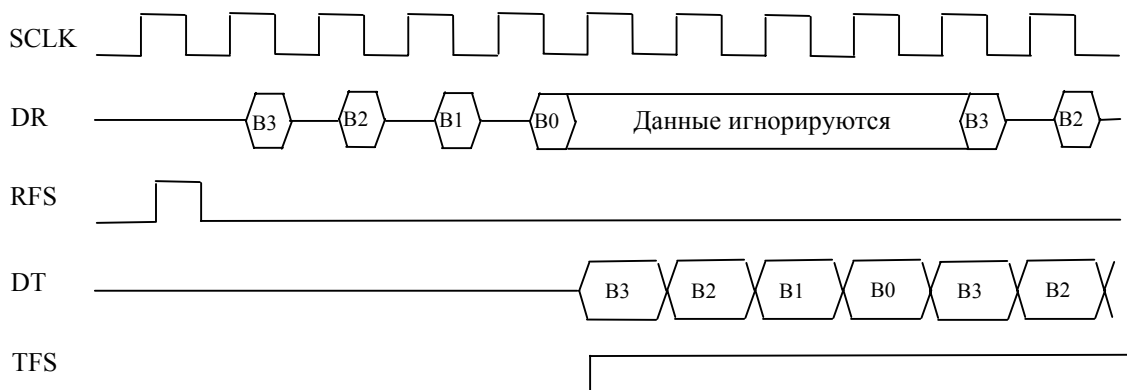 SCLK
DR B3 B2 B1 B0 Данные игнорируются B3 B2
RFS
DT B3 B2 B1 B0 B3 B2
TFS